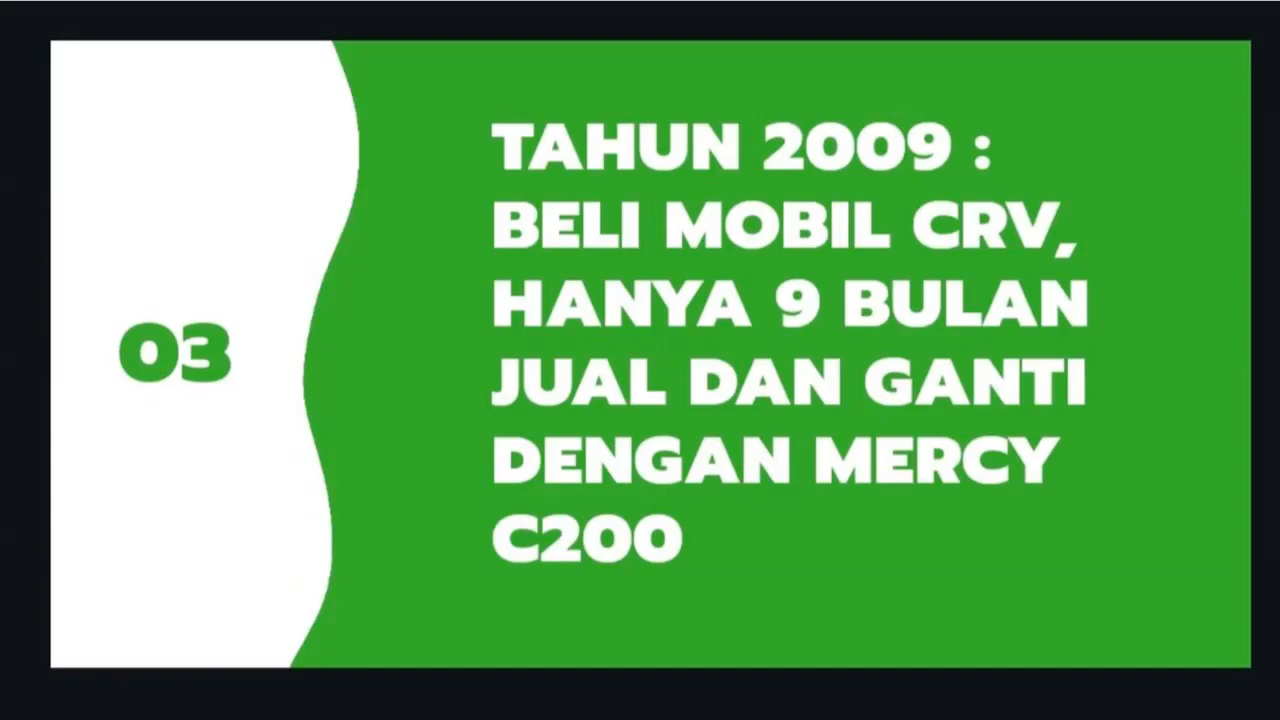 03
TAHUN 2009 :
BELI MOBIL CRV,
HANYA 9 BULAN
JUAL DAN GANTI
DENGAN MERCY
C200